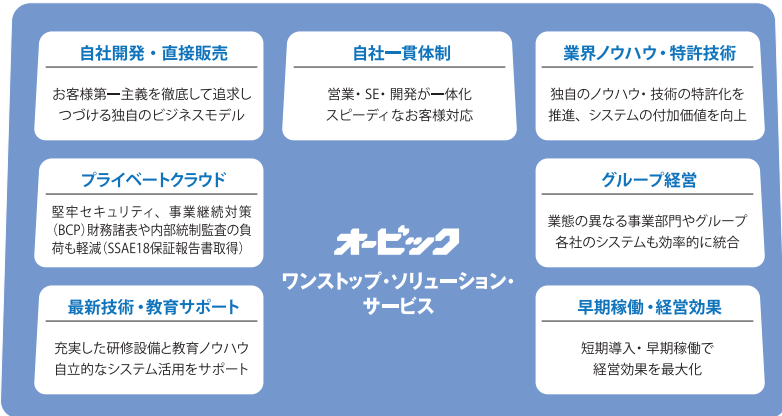 自社開発・直接販売
お客様第一主義を徹底して追求し
つづける独自のビジネスモデル
自社一貫体制
営業・SE・開発が一体化
スピーディなお客様対応
業界ノウハウ・特許技術
独自のノウハウ・技術の特許化を
推進、システムの付加価値を向上
プライベートクラウド
堅牢セキュリティ、事業継続対策
(BCP)財務諸表や内部統制監査の負
荷も軽減(SSAE18保証報告書取得)
グループ経営
業態の異なる事業部門やグループ
各社のシステムも効率的に統合
オービック
ワンストップ・ソリューション・
サービス
最新技術・教育サポート
充実した研修設備と教育ノウハウ
自立的なシステム活用をサポート
早期稼働・経営効果
短期導入・早期稼働で
経営効果を最大化